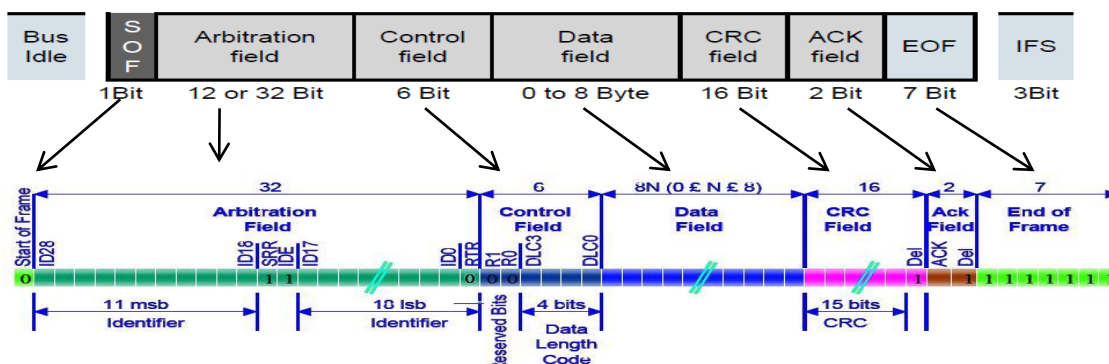 Bus Idle
SOF
Arbitration field
Control field
Data field
CRC field
ACK field
EOF
IFS
1Bit
12 or 32 Bit
6 Bit
0 to 8 Byte
16 Bit
2 Bit
7 Bit
3Bit
32
6
8N (0 £ N £ 8)
16
2
7
Start of Frame
Arbitration Field
Control Field
Data Field
CRC Field
Ack Field
End of Frame
ID28
ID16
SRR
IDE
ID17
ID0
RTR
R1
R0
DLC3
DLC0
Del
ACK
Del
0 1 1 0 0 0 1 1 1 1 1 1 1 1 1
11 msb
Identifier
18 lsb
Identifier
Reserved Bits
4 bits
Data Length Code
15 bits
CRC